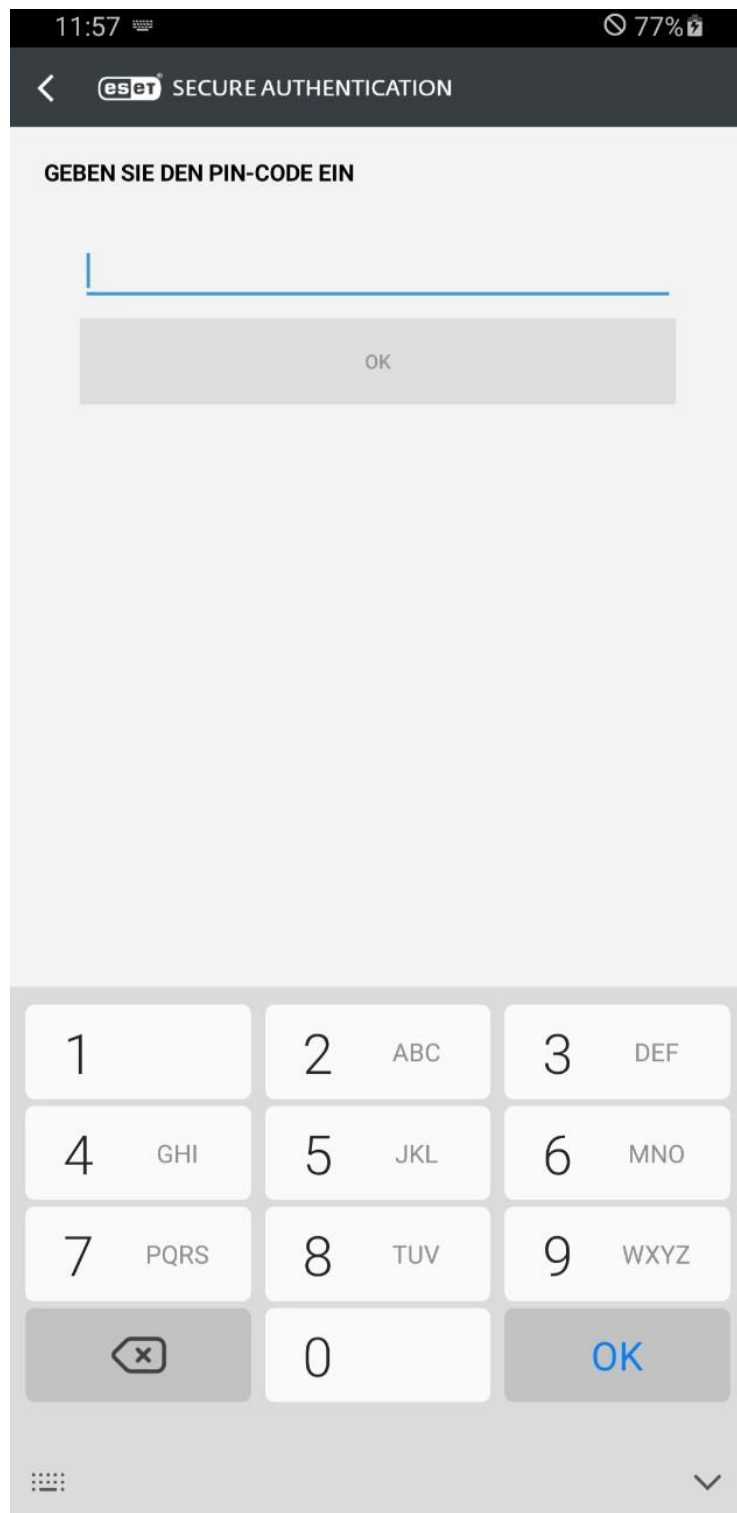 11:57 77%
eset SECURE AUTHENTICATION
GEBEN SIE DEN PIN-CODE EIN
OK
1 2 ABC 3 DEF
4 GHI 5 JKL 6 MNO
7 PQRS 8 TUV 9 WXYZ
0 OK